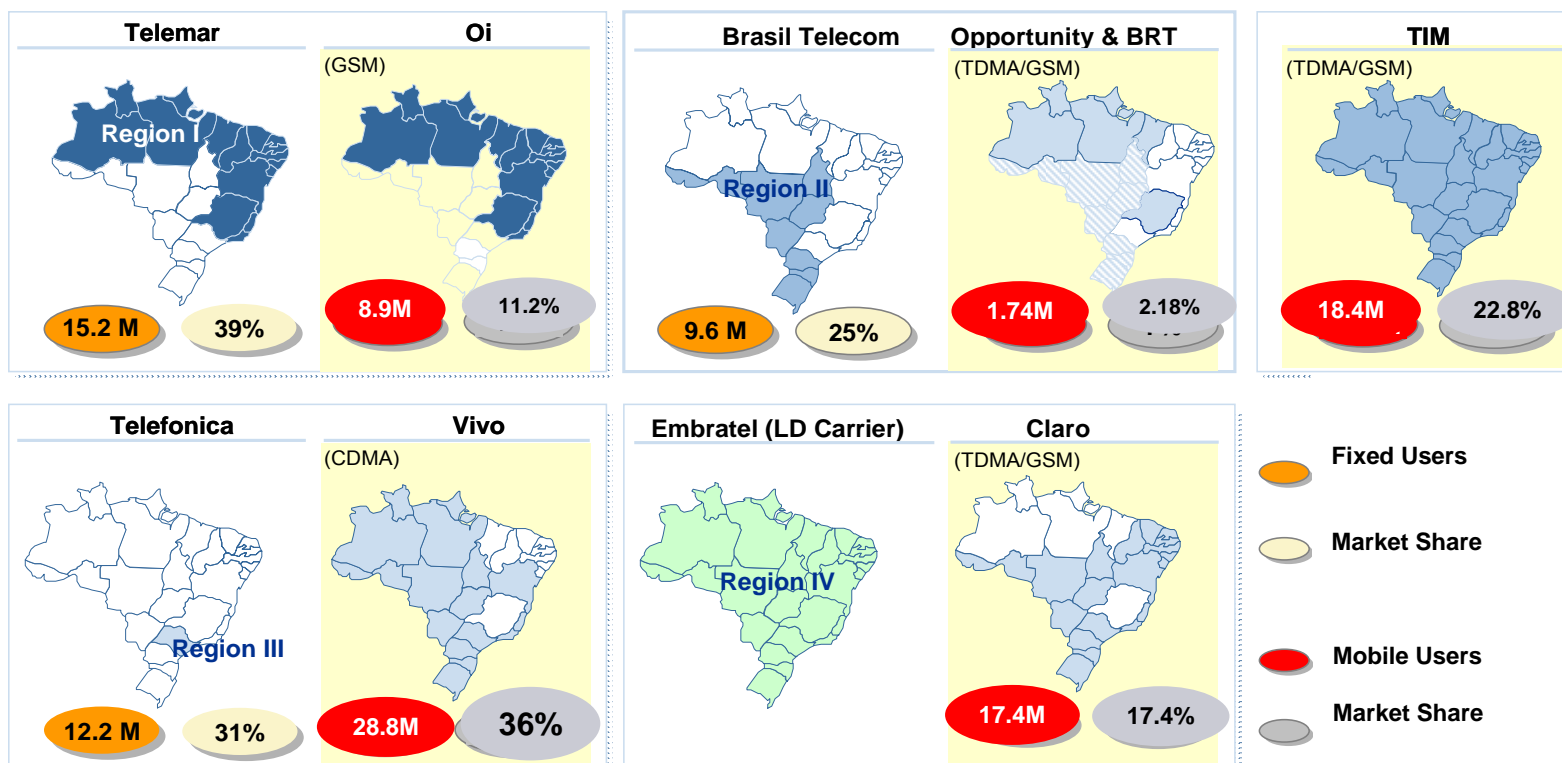 Telemar
Oi
(GSM)
Region I
15.2 M
39%
8.9M
11.2%
Brasil Telecom
Opportunity & BRT
(TDMA/GSM)
Region II
9.6 M
25%
1.74M
2.18%
TIM
(TDMA/GSM)
18.4M
22.8%
Telefonica
Vivo
(CDMA)
Region III
12.2 M
31%
28.8M
36%
Embratel (LD Carrier)
Claro
(TDMA/GSM)
Region IV
17.4M
17.4%
Fixed Users
Market Share
Mobile Users
Market Share